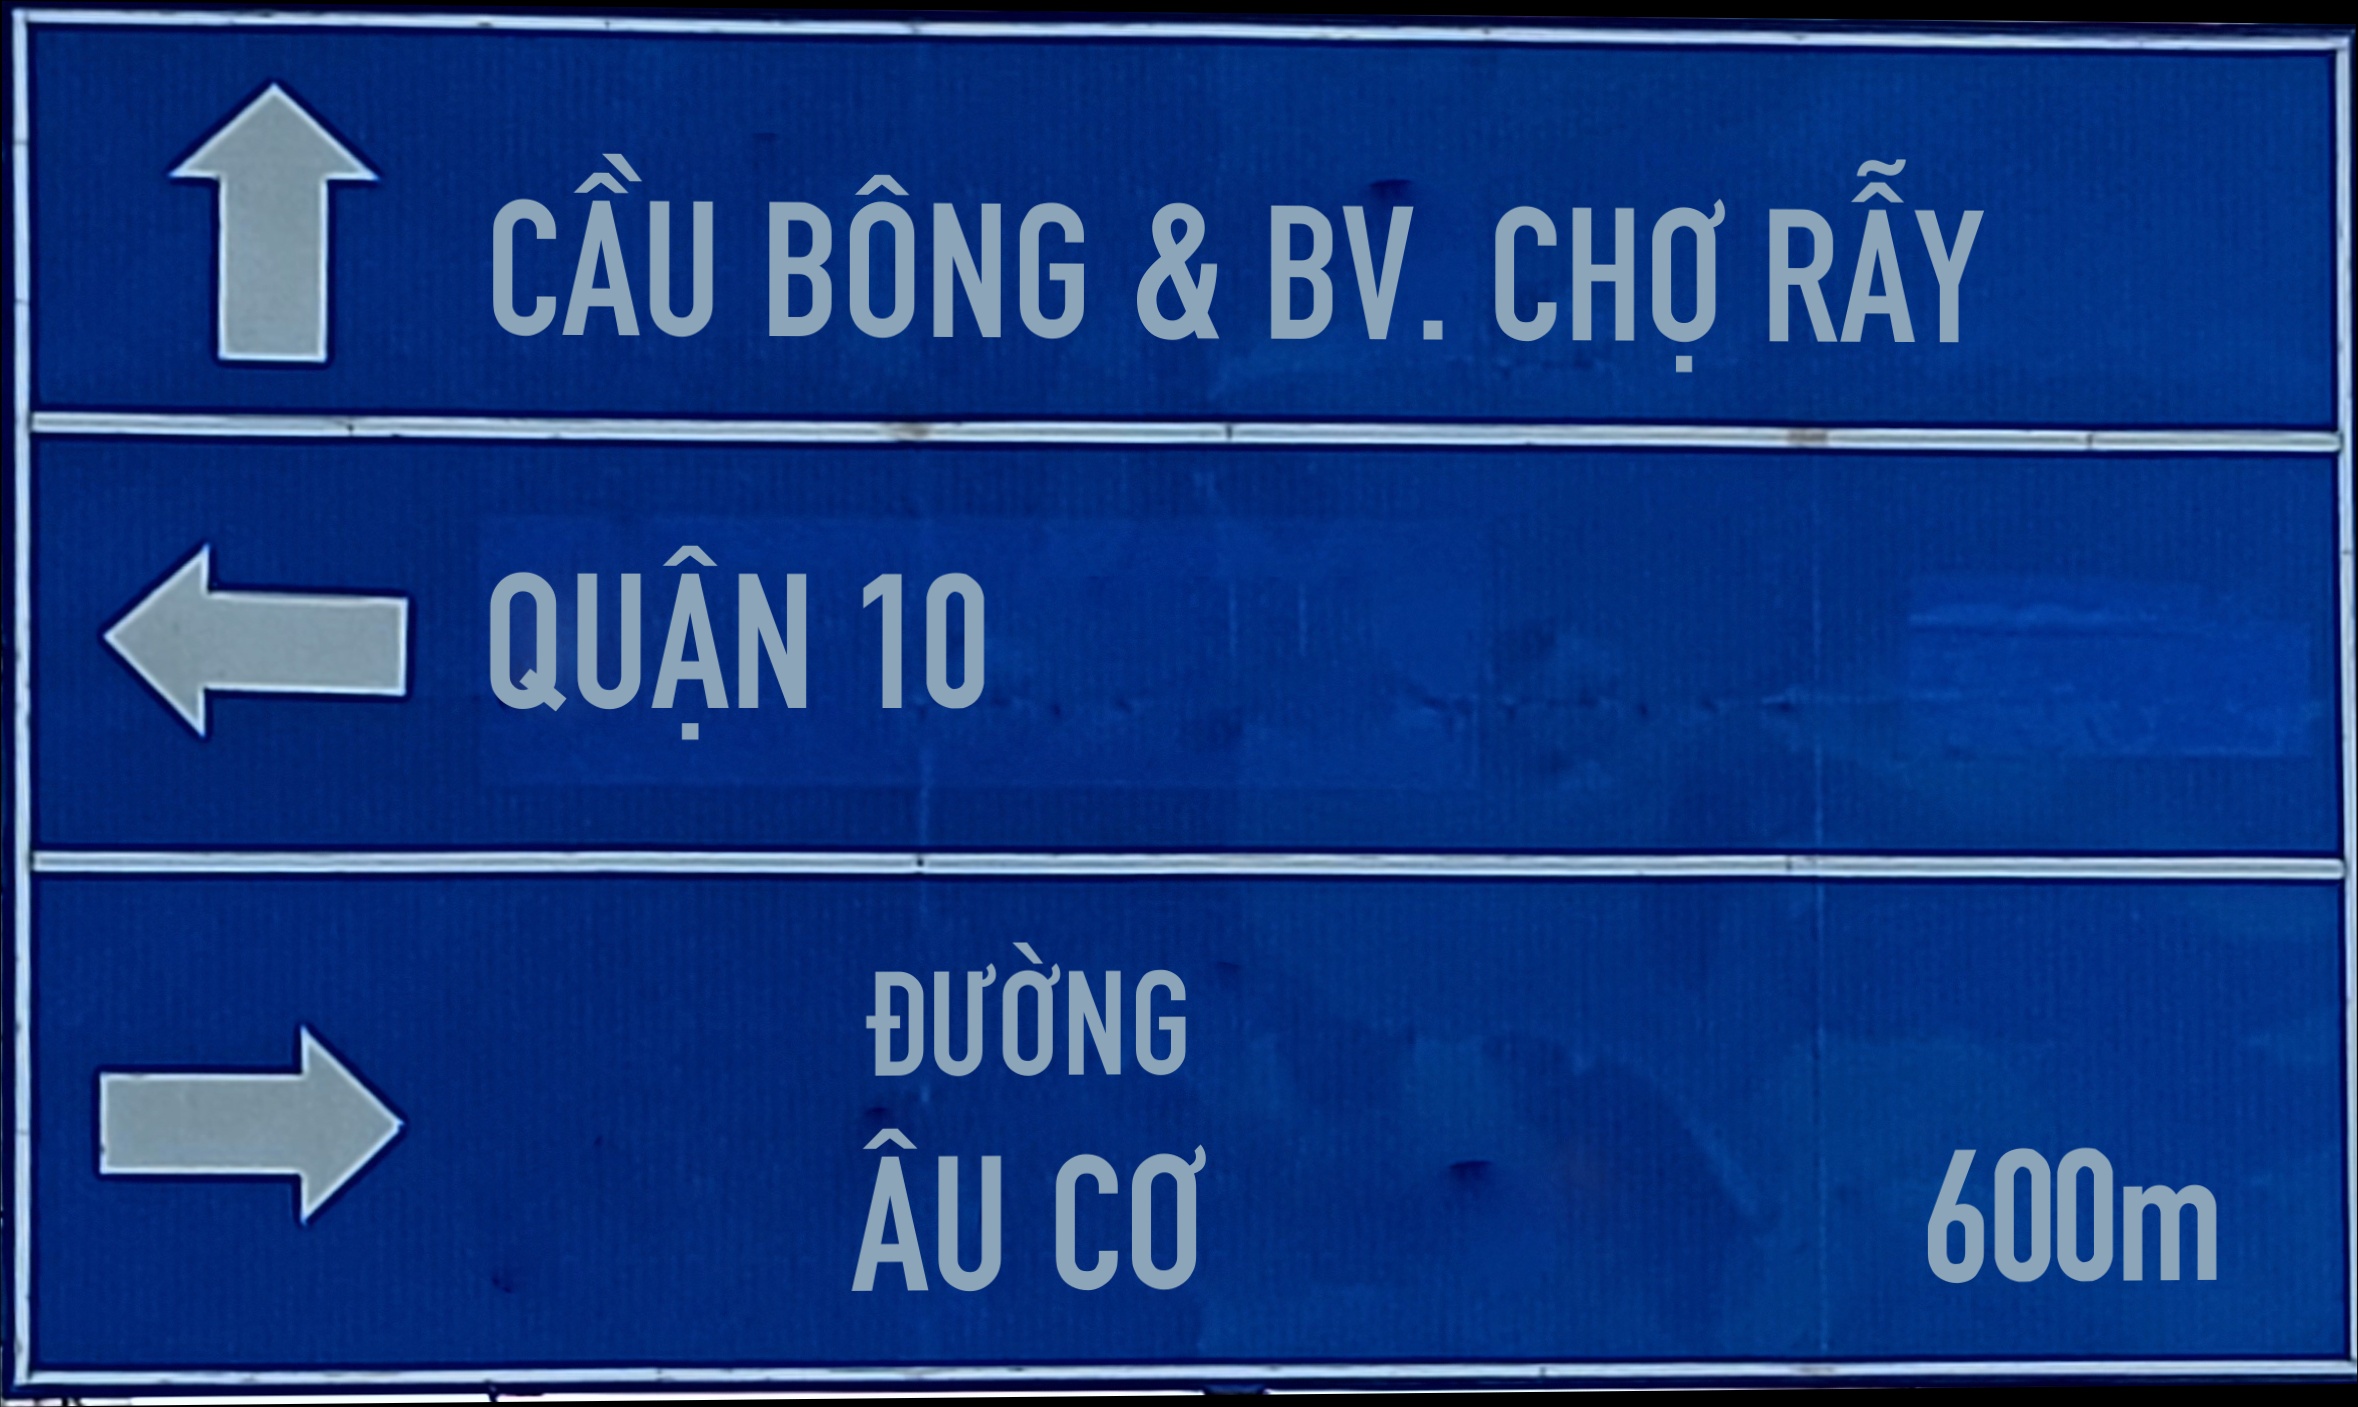 CẦU BÔNG & BV. CHỢ RẪY
QUẬN 10
ĐƯỜNG
ÂU CƠ
600m